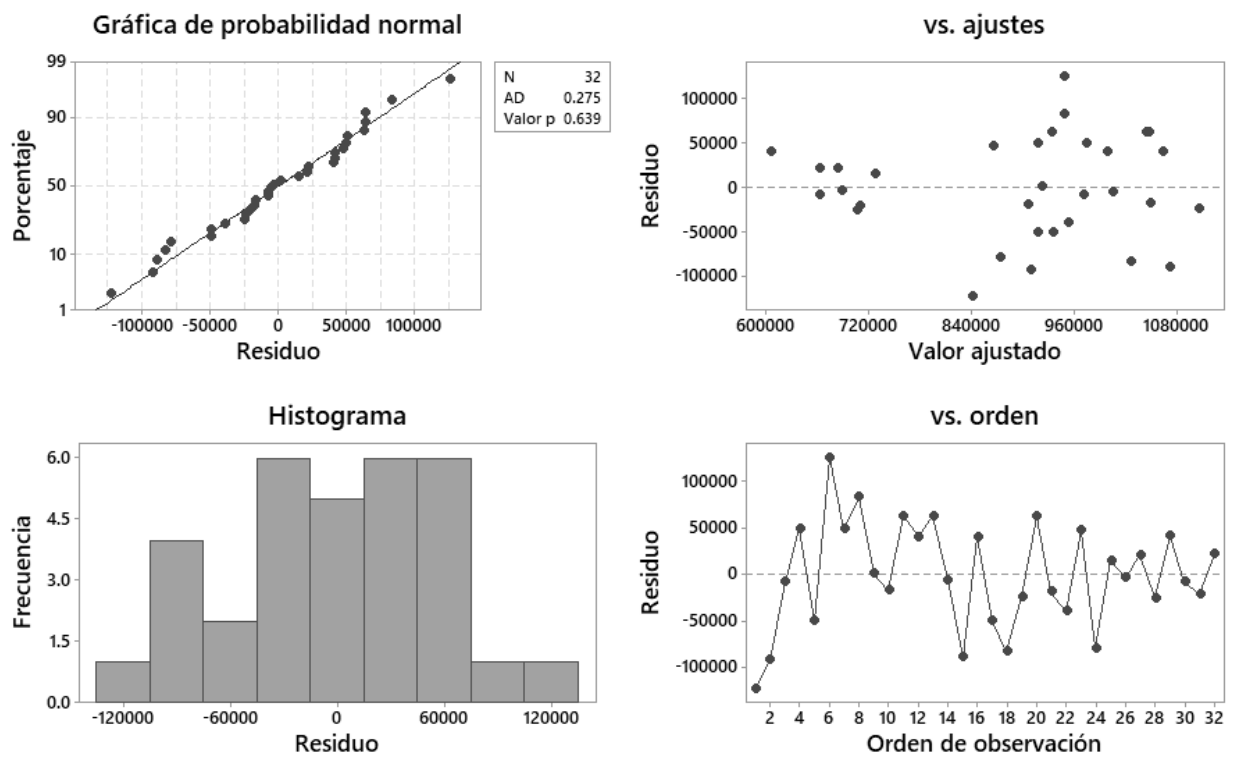 Gráfica de probabilidad normal
99
90
50
10
1
Porcentaje
-100000 -50000 0 50000 100000
Residuo
N 32
AD 0.275
Valor p 0.639
vs. ajustes
100000
50000
0
-50000
-100000
Residuo
600000 720000 840000 960000 1080000
Valor ajustado
Histograma
6.0
4.5
3.0
1.5
0.0
Frecuencia
-120000 -60000 0 60000 120000
Residuo
vs. orden
100000
50000
0
-50000
-100000
Residuo
2 4 6 8 10 12 14 16 18 20 22 24 26 28 30 32
Orden de observación